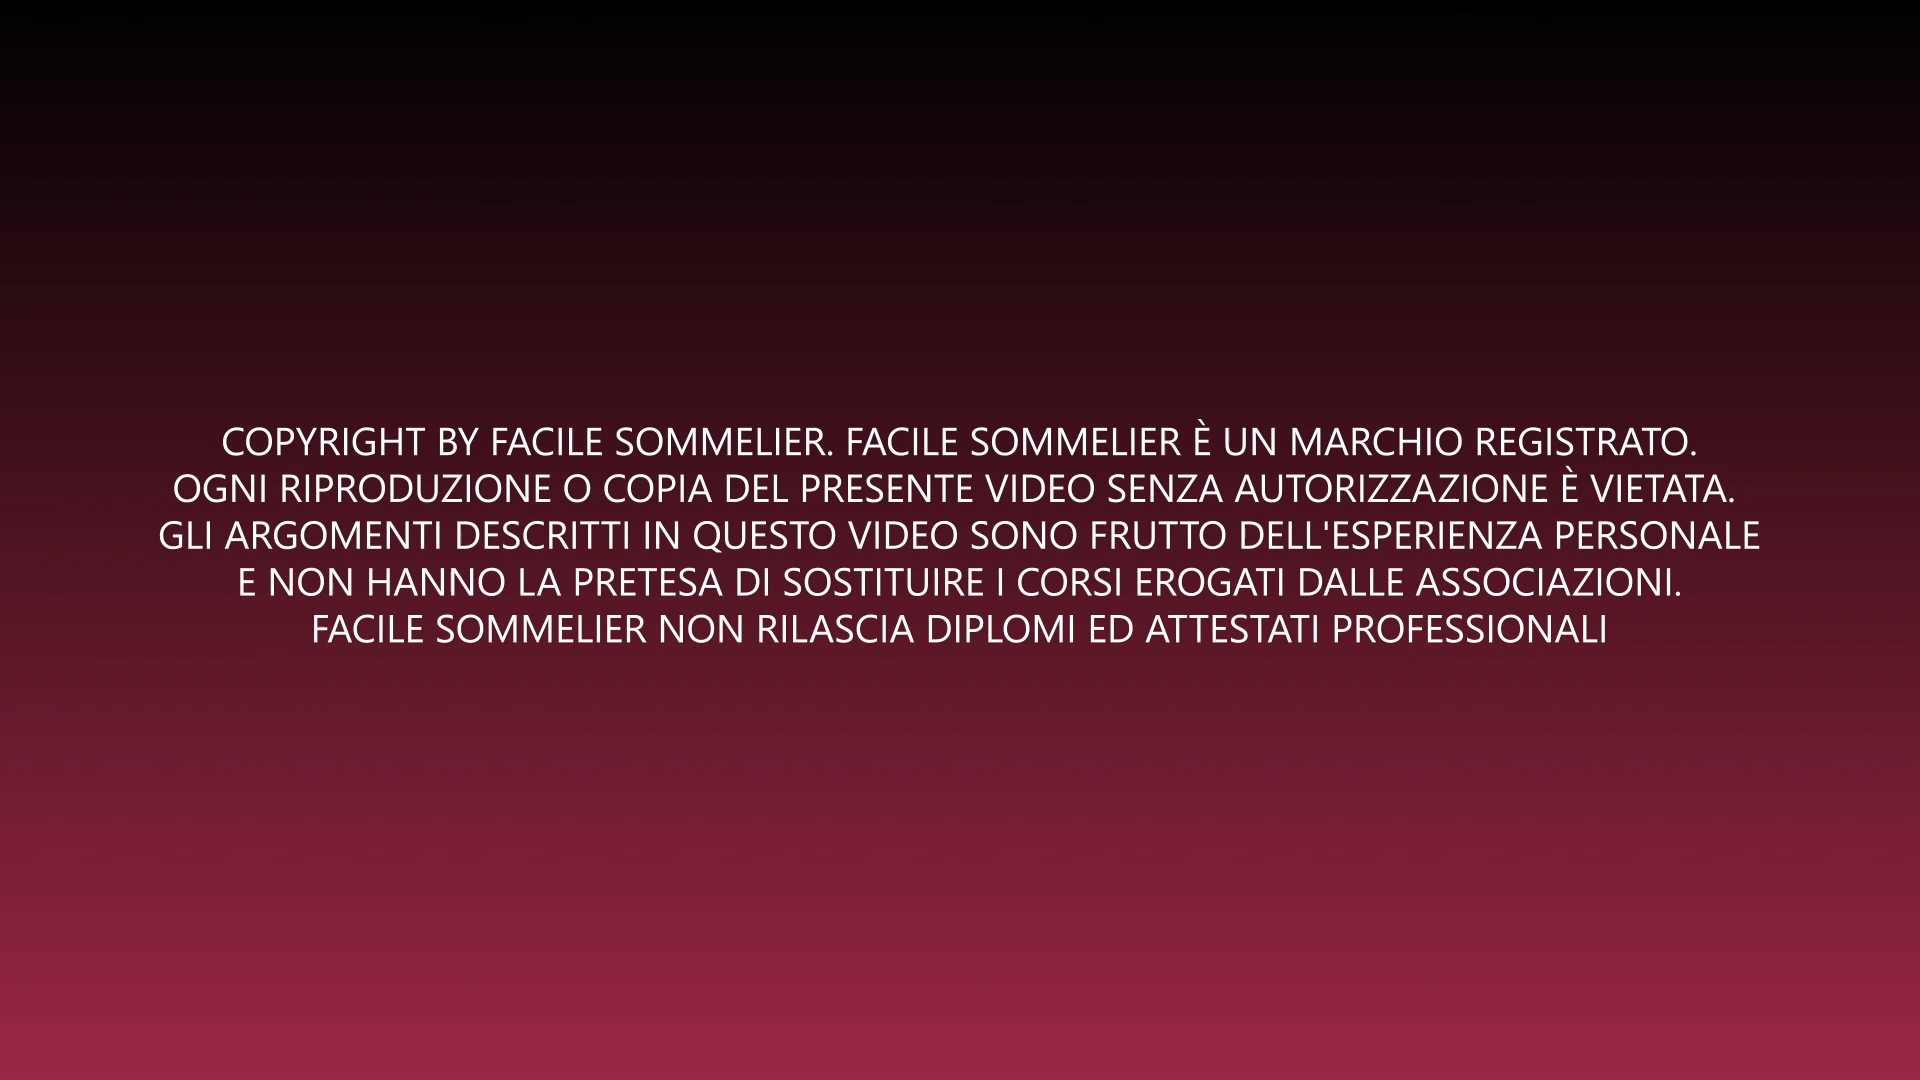 COPYRIGHT BY FACILE SOMMELIER. FACILE SOMMELIER È UN MARCHIO REGISTRATO.
OGNI RIPRODUZIONE O COPIA DEL PRESENTE VIDEO SENZA AUTORIZZAZIONE È VIETATA.
GLI ARGOMENTI DESCRITTI IN QUESTO VIDEO SONO FRUTTO DELL'ESPERIENZA PERSONALE
E NON HANNO LA PRETESA DI SOSTITUIRE I CORSI EROGATI DALLE ASSOCIAZIONI.
FACILE SOMMELIER NON RILASCIA DIPLOMI ED ATTESTATI PROFESSIONALI